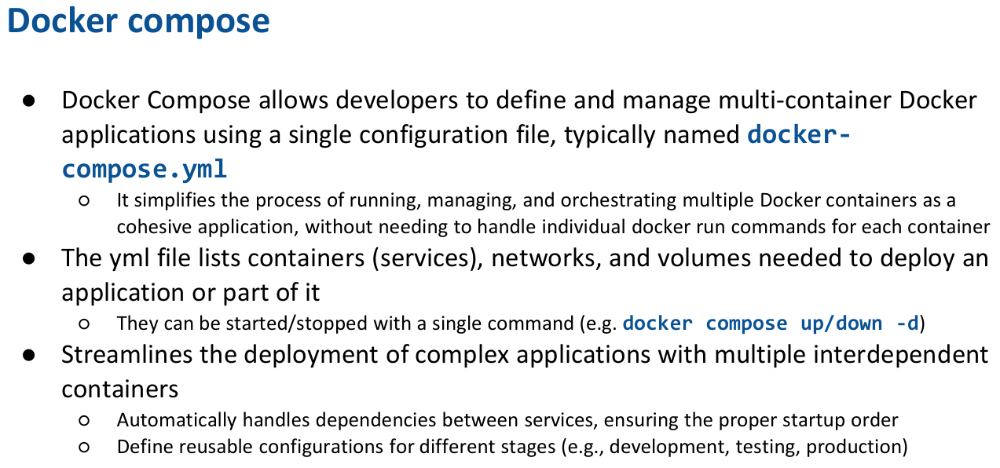 Docker compose
● Docker Compose allows developers to define and manage multi-container Docker
applications using a single configuration file, typically named docker-
compose.yml
○ It simplifies the process of running, managing, and orchestrating multiple Docker containers as a
cohesive application, without needing to handle individual docker run commands for each container
● The yml file lists containers (services), networks, and volumes needed to deploy an
application or part of it
○ They can be started/stopped with a single command (e.g. docker compose up/down -d)
● Streamlines the deployment of complex applications with multiple interdependent
containers
○ Automatically handles dependencies between services, ensuring the proper startup order
○ Define reusable configurations for different stages (e.g., development, testing, production)